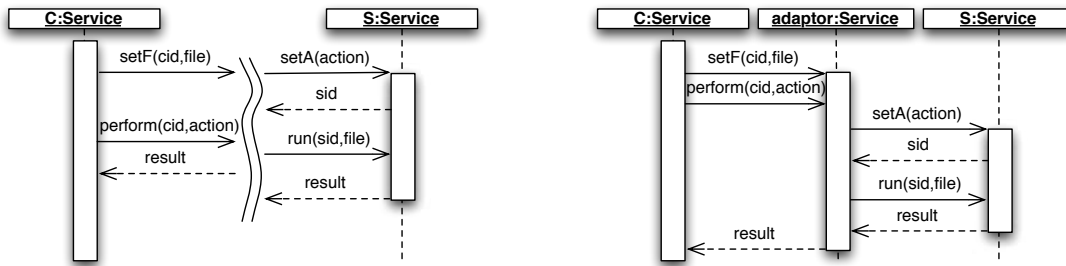 C:Service
S:Service
setF(cid,file)
setA(action)
sid
perform(cid,action)
run(sid,file)
result
result
C:Service
adaptor:Service
S:Service
setF(cid,file)
perform(cid,action)
setA(action)
sid
run(sid,file)
result
result